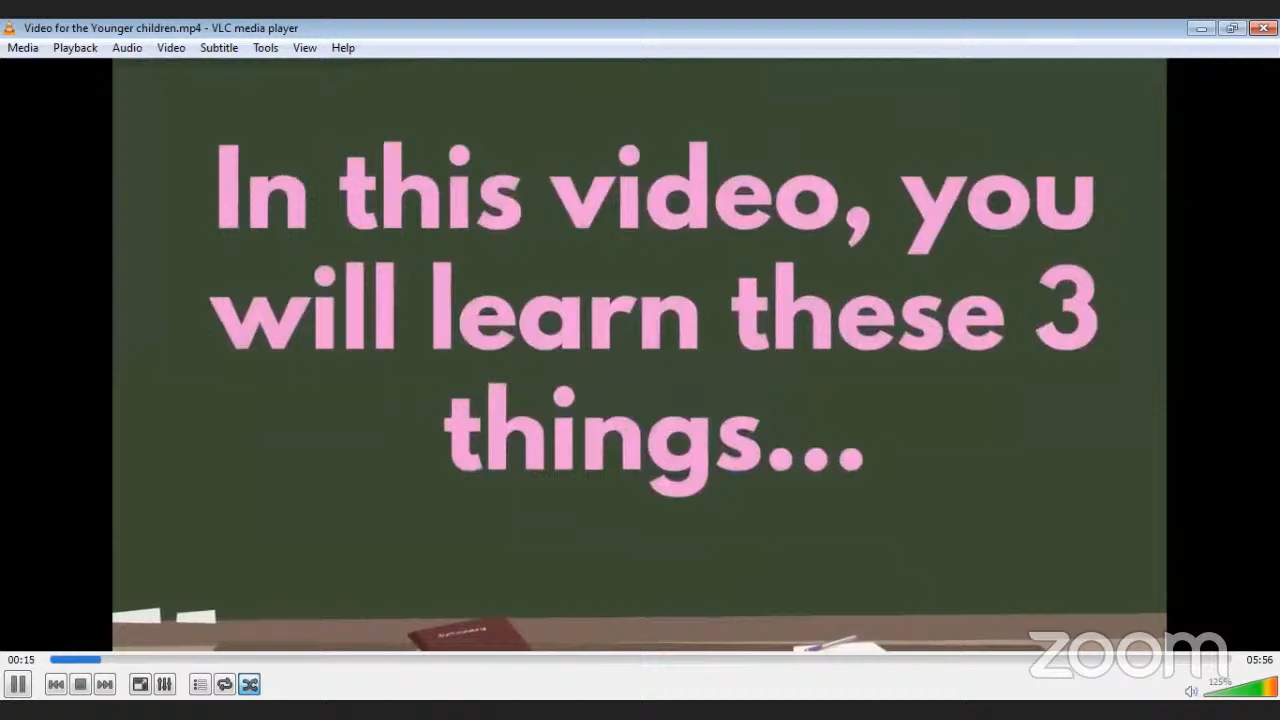 Video for the Younger children.mp4 - VLC media player
Media Playback Audio Video Subtitle Tools View Help
In this video, you
will learn these 3
things...
Dictionary
zoom
00:15
05:56
125%